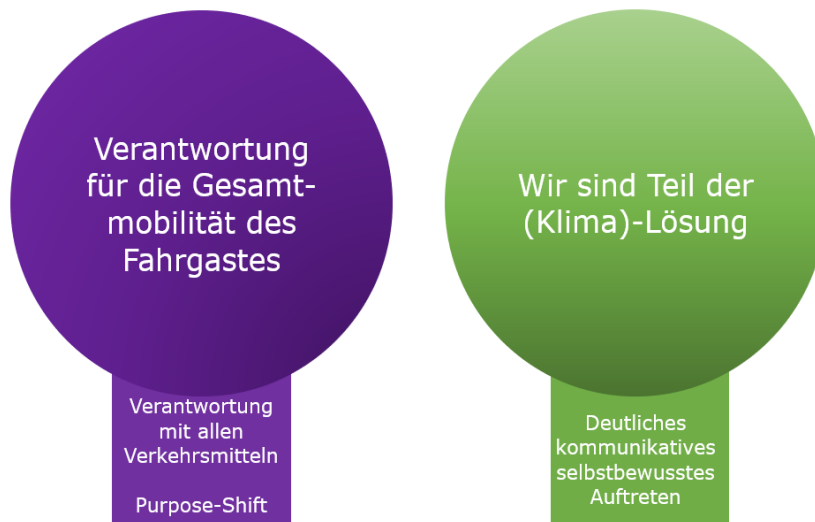 Verantwortung
für die Gesamt-
mobilität des
Fahrgastes
Verantwortung
mit allen
Verkehrsmitteln
Purpose-Shift
Wir sind Teil der
(Klima)-Lösung
Deutliches
kommunikatives
selbstbewusstes
Auftreten